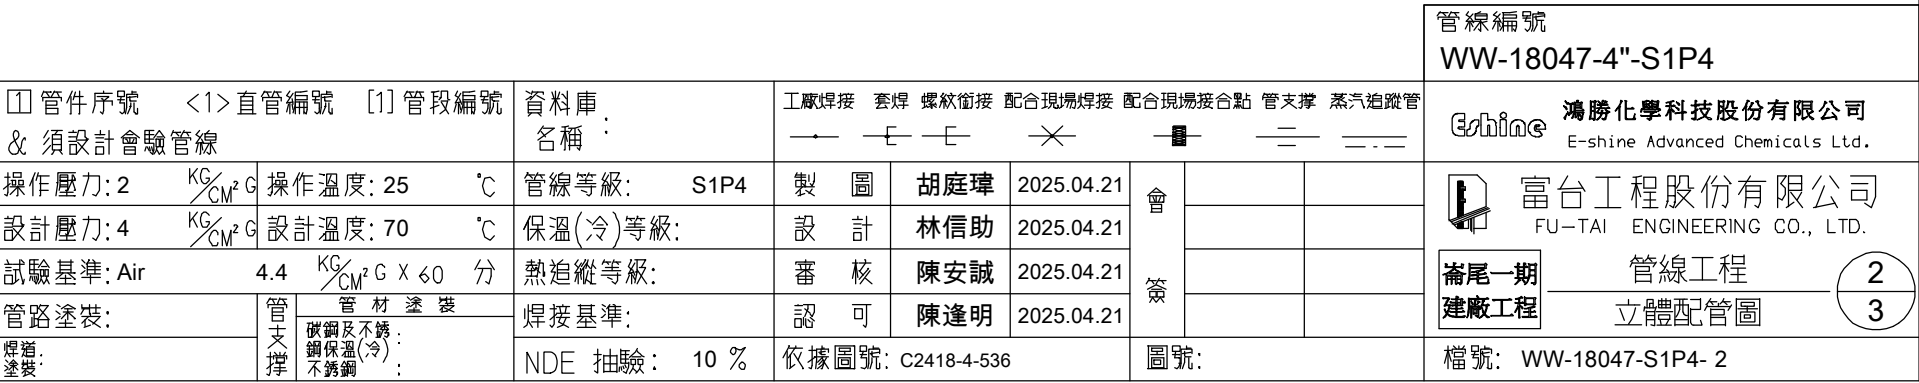 管線編號
WW-18047-4"-S1P4
1 管件序號 <1>直管編號 [1] 管段編號
& 須設計會驗管線
資料庫
名稱 :
工廠焊接 套焊 螺紋銜接 配合現場焊接 配合現場接合點 管支撐 蒸汽追蹤管
Eshine
鴻勝化學科技股份有限公司
E-shine Advanced Chemicals Ltd.
操作壓力: 2 KG/CM² G 操作溫度: 25 °C 管線等級: S1P4 製圖 胡庭瑋 2025.04.21
設計壓力: 4 KG/CM² G 設計溫度: 70 °C 保溫(冷)等級: 設計 林信助 2025.04.21
試驗基準: Air 4.4 KG/CM² G X 60 分 熱追縱等級: 審核 陳安誠 2025.04.21
管路塗裝: 焊接基準: 認可 陳逢明 2025.04.21
焊道:
塗裝:
管支撐
管材塗裝
碳鋼及不銹 :
鋼保溫(冷)
不銹鋼 :
NDE 抽驗: 10 % 依據圖號: C2418-4-536 圖號:
會簽
富台工程股份有限公司
FU-TAI ENGINEERING CO., LTD.
崙尾一期
建廠工程
管線工程
立體配管圖
2
3
檔號: WW-18047-S1P4- 2